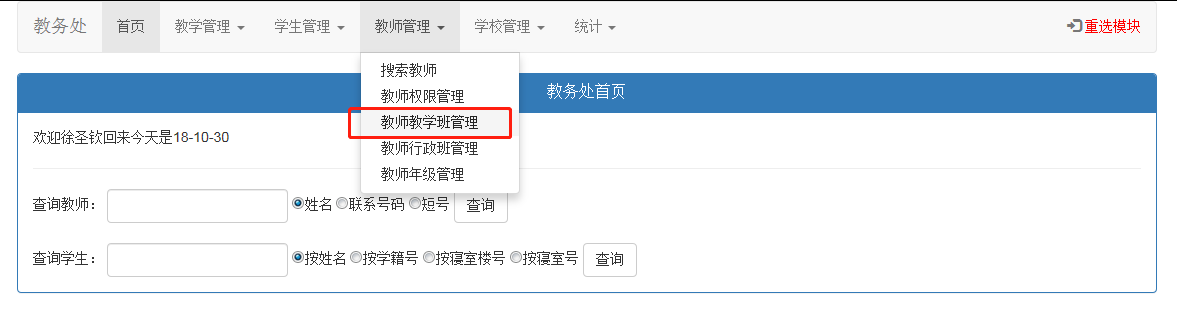 教务处 首页 教学管理 学生管理 教师管理 学校管理 统计 重选模块
搜索教师
教师权限管理
教师教学班管理
教师行政班管理
教师年级管理
教务处首页
欢迎徐圣钦回来今天是18-10-30
查询教师： 姓名 联系号码 短号 查询
查询学生： 按姓名 按学籍号 按寝室楼号 按寝室号 查询